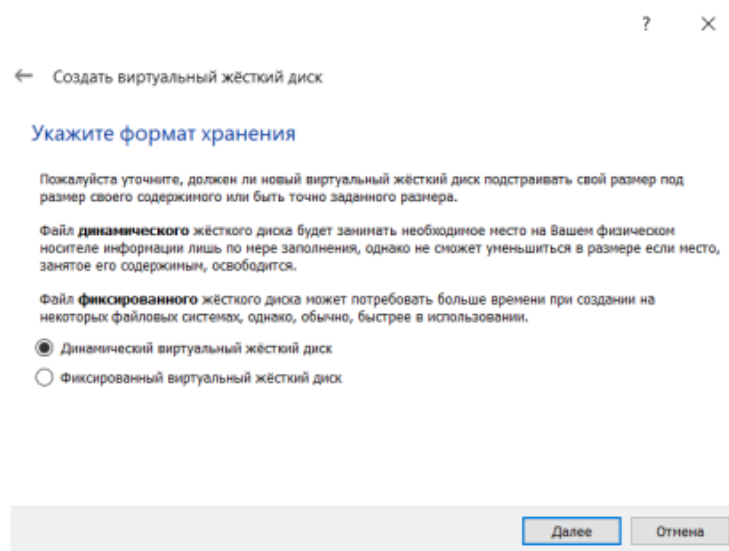 ?
Создать виртуальный жёсткий диск
Укажите формат хранения
Пожалуйста уточните, должен ли новый виртуальный жёсткий диск подстраивать свой размер под
размер своего содержимого или быть точно заданного размера.
Файл динамического жёсткого диска будет занимать необходимое место на Вашем физическом
носителе информации лишь по мере заполнения, однако не сможет уменьшиться в размере если место,
занятое его содержимым, освободится.
Файл фиксированного жёсткого диска может потребовать больше времени при создании на
некоторых файловых системах, однако, обычно, быстрее в использовании.
Динамический виртуальный жёсткий диск
Фиксированный виртуальный жёсткий диск
Далее
Отмена